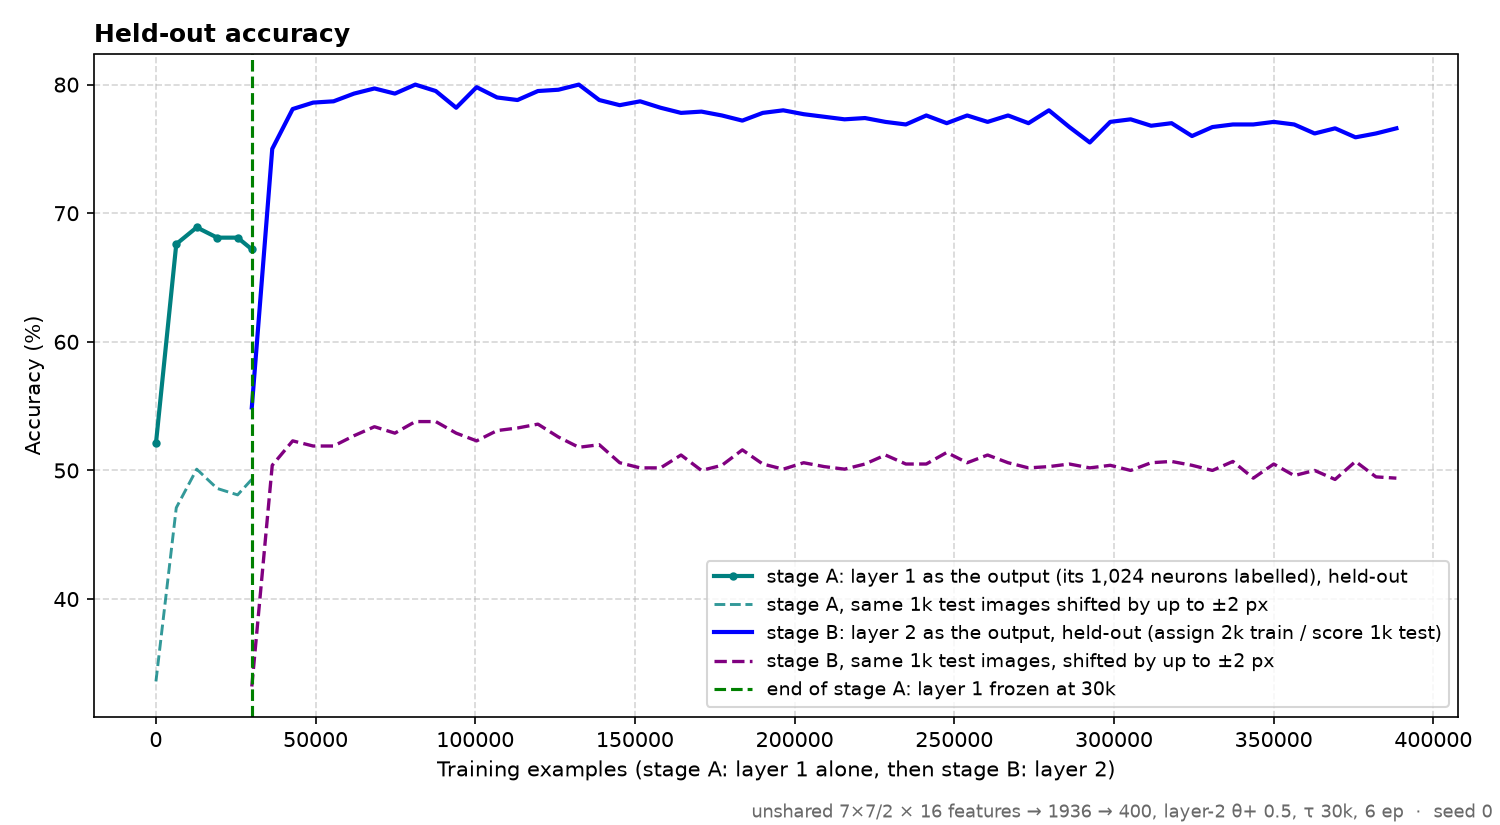 Held-out accuracy
80
70
60
50
40
Accuracy (%)
stage A: layer 1 as the output (its 1,024 neurons labelled), held-out
stage A, same 1k test images shifted by up to ±2 px
stage B: layer 2 as the output, held-out (assign 2k train / score 1k test)
stage B, same 1k test images, shifted by up to ±2 px
end of stage A: layer 1 frozen at 30k
0 50000 100000 150000 200000 250000 300000 350000 400000
Training examples (stage A: layer 1 alone, then stage B: layer 2)
unshared 7×7/2 × 16 features → 1936 → 400, layer-2 θ+ 0.5, τ 30k, 6 ep · seed 0